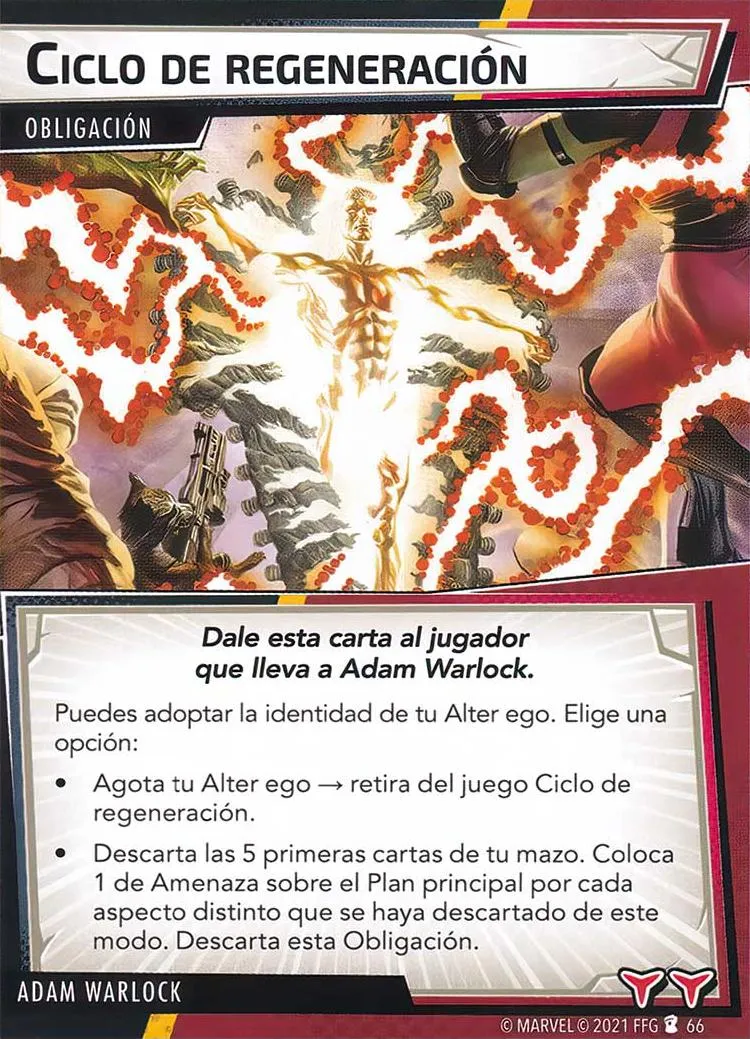 CICLO DE REGENERACIÓN
OBLIGACIÓN
Dale esta carta al jugador
que lleva a Adam Warlock.
Puedes adoptar la identidad de tu Alter ego. Elige una
opción:
• Agota tu Alter ego → retira del juego Ciclo de
regeneración.
• Descarta las 5 primeras cartas de tu mazo. Coloca
1 de Amenaza sobre el Plan principal por cada
aspecto distinto que se haya descartado de este
modo. Descarta esta Obligación.
ADAM WARLOCK
© MARVEL © 2021 FFG 66